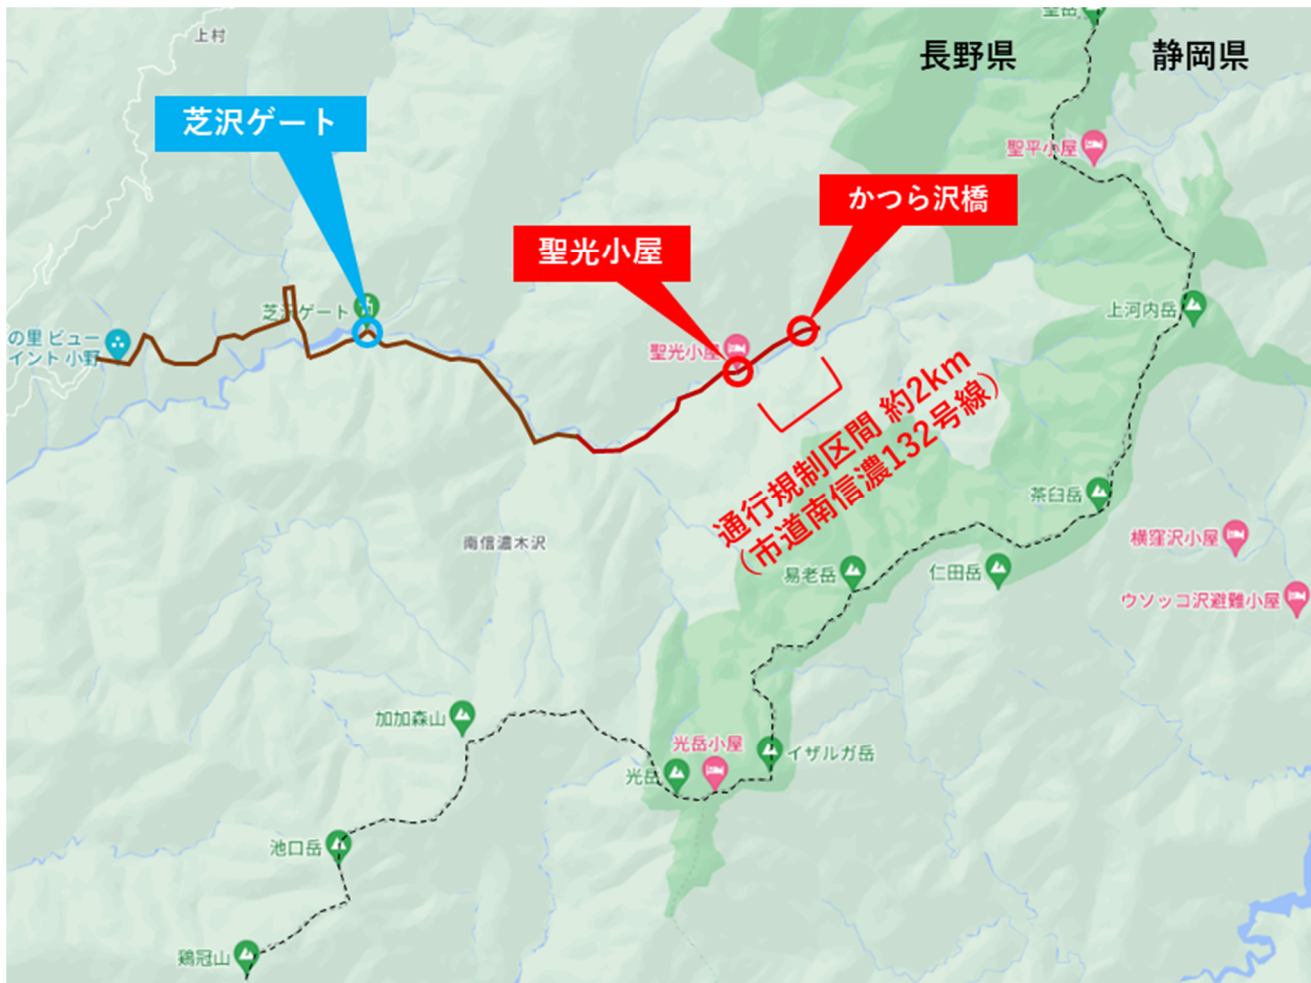 聖岳
長野県
静岡県
上村
芝沢ゲート
聖平小屋
かつら沢橋
聖光小屋
芝沢ゲート
上河内岳
の里 ビュー
イント 小野
聖光小屋
通行規制区間 約2km
（市道南信濃132号線）
茶臼岳
南信濃木沢
横窪沢小屋
易老岳
仁田岳
ウソッコ沢避難小屋
加加森山
光岳小屋
イザルガ岳
光岳
池口岳
鶏冠山